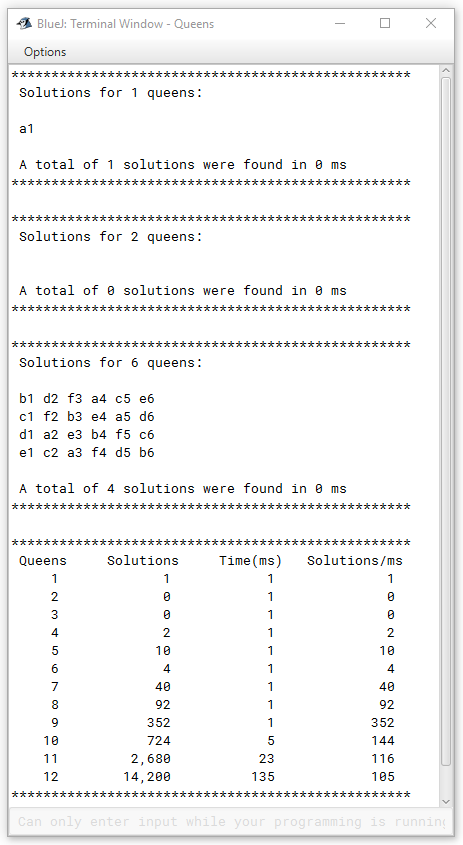 BlueJ: Terminal Window - Queens
Options
**************************************************
Solutions for 1 queens:
a1
A total of 1 solutions were found in 0 ms
**************************************************
**************************************************
Solutions for 2 queens:
A total of 0 solutions were found in 0 ms
**************************************************
**************************************************
Solutions for 6 queens:
b1 d2 f3 a4 c5 e6
c1 f2 b3 e4 a5 d6
d1 a2 e3 b4 f5 c6
e1 c2 a3 f4 d5 b6
A total of 4 solutions were found in 0 ms
**************************************************
**************************************************
Queens Solutions Time(ms) Solutions/ms
1 1 1 1
2 0 1 0
3 0 1 0
4 2 1 2
5 10 1 10
6 4 1 4
7 40 1 40
8 92 1 92
9 352 1 352
10 724 5 144
11 2,680 23 116
12 14,200 135 105
**************************************************
Can only enter input while your programming is running